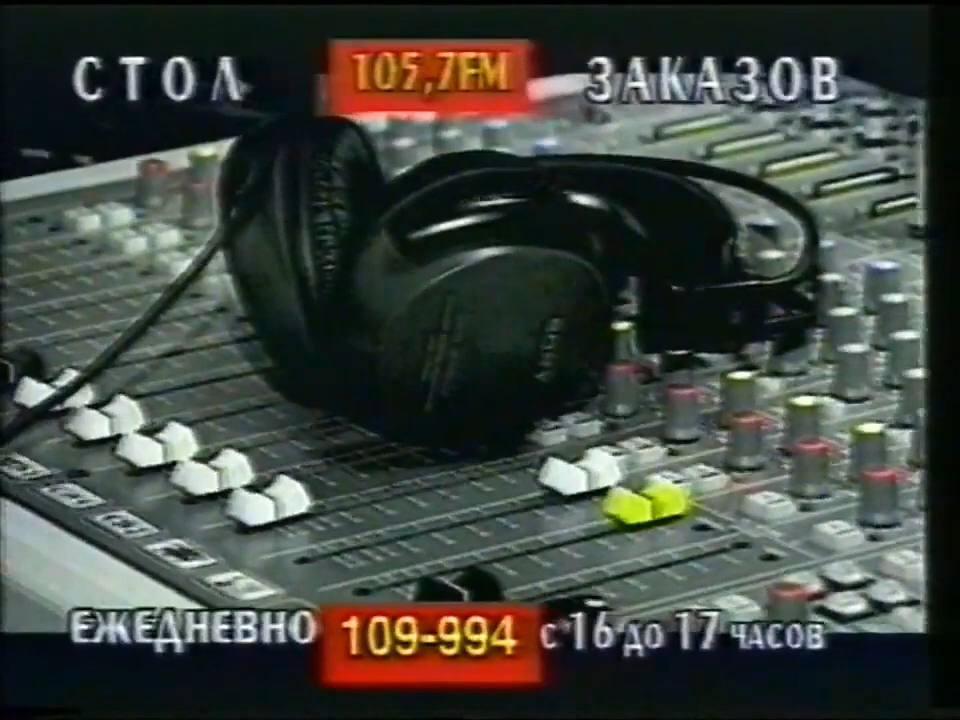 СТОЛ 105,7FM ЗАКАЗОВ
ЕЖЕДНЕВНО 109-994 с 16 до 17 часов